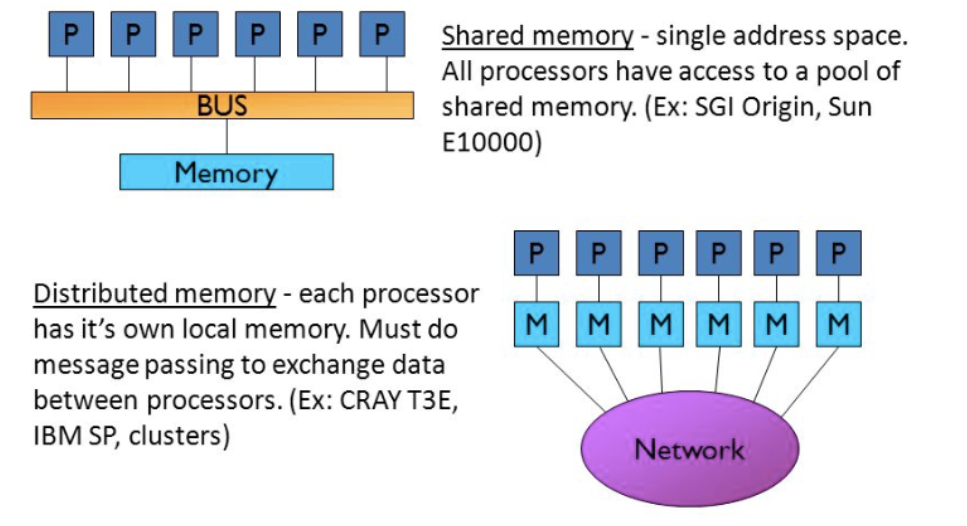 P P P P P P
BUS
Memory
Shared memory - single address space.
All processors have access to a pool of
shared memory. (Ex: SGI Origin, Sun
E10000)
Distributed memory - each processor
has it's own local memory. Must do
message passing to exchange data
between processors. (Ex: CRAY T3E,
IBM SP, clusters)
P P P P P P
M M M M M M
Network